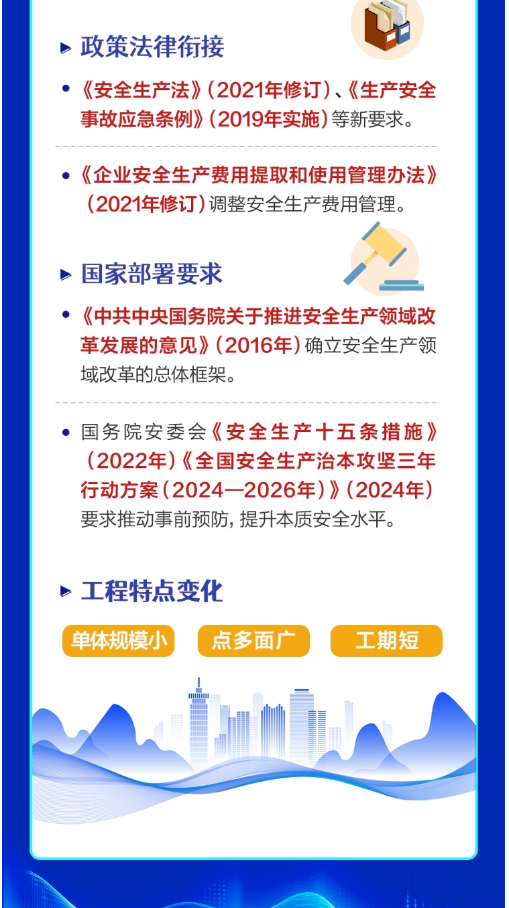 政策法律衔接
《安全生产法》（2021年修订）、《生产安全
事故应急条例》（2019年实施）等新要求。
《企业安全生产费用提取和使用管理办法》
（2021年修订）调整安全生产费用管理。
国家部署要求
《中共中央国务院关于推进安全生产领域改
革发展的意见》（2016年）确立安全生产领
域改革的总体框架。
国务院安委会《安全生产十五条措施》
（2022年）《全国安全生产治本攻坚三年
行动方案（2024—2026年）》（2024年）
要求推动事前预防，提升本质安全水平。
工程特点变化
单体规模小 点多面广 工期短